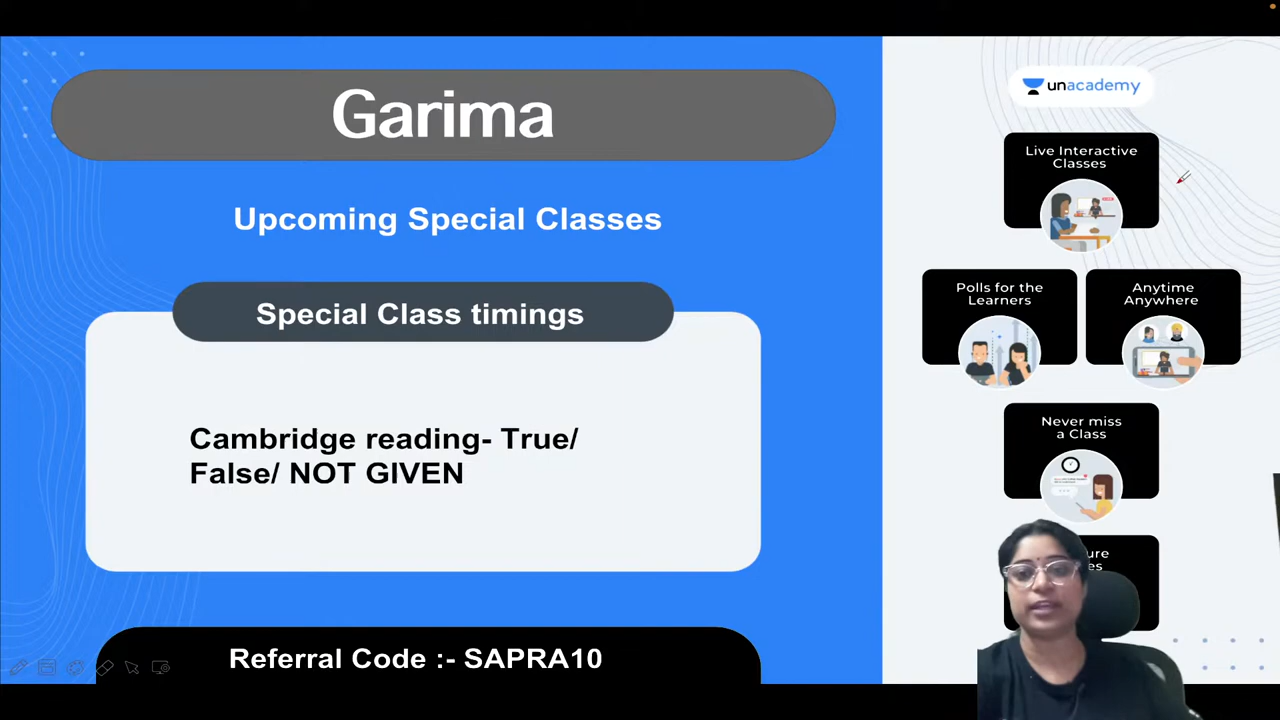 Garima
unacademy
Upcoming Special Classes
Live Interactive
Classes
Special Class timings
Polls for the
Learners
Anytime
Anywhere
Cambridge reading- True/
False/ NOT GIVEN
Never miss
a Class
Referral Code :- SAPRA10